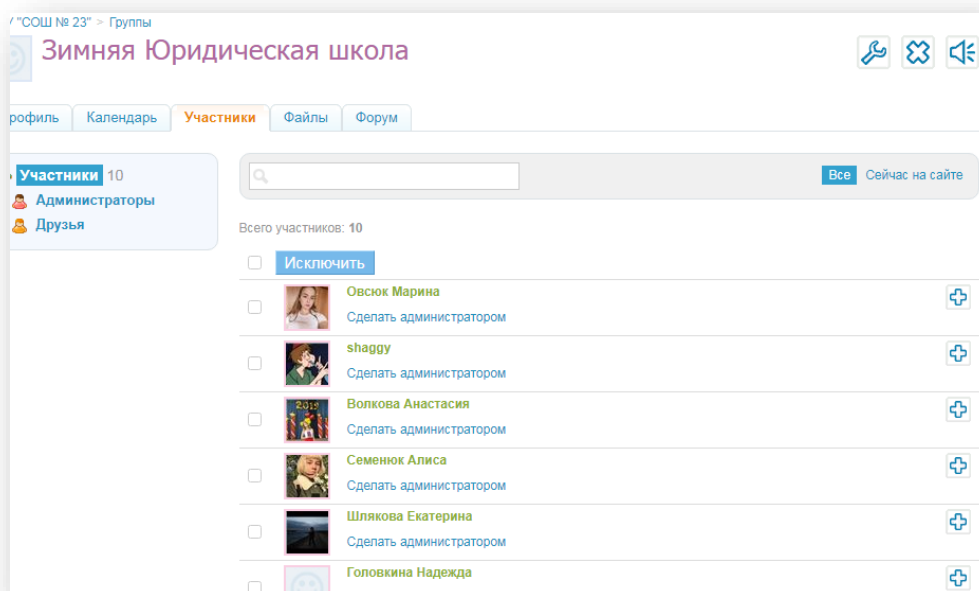 У "СОШ № 23" > Группы
Зимняя Юридическая школа
рофиль Календарь Участники Файлы Форум
Участники 10
Администраторы
Друзья
Все Сейчас на сайте
Всего участников: 10
Исключить
Овсюк Марина
Сделать администратором
shaggy
Сделать администратором
Волкова Анастасия
Сделать администратором
Семенюк Алиса
Сделать администратором
Шлякова Екатерина
Сделать администратором
Головкина Надежда